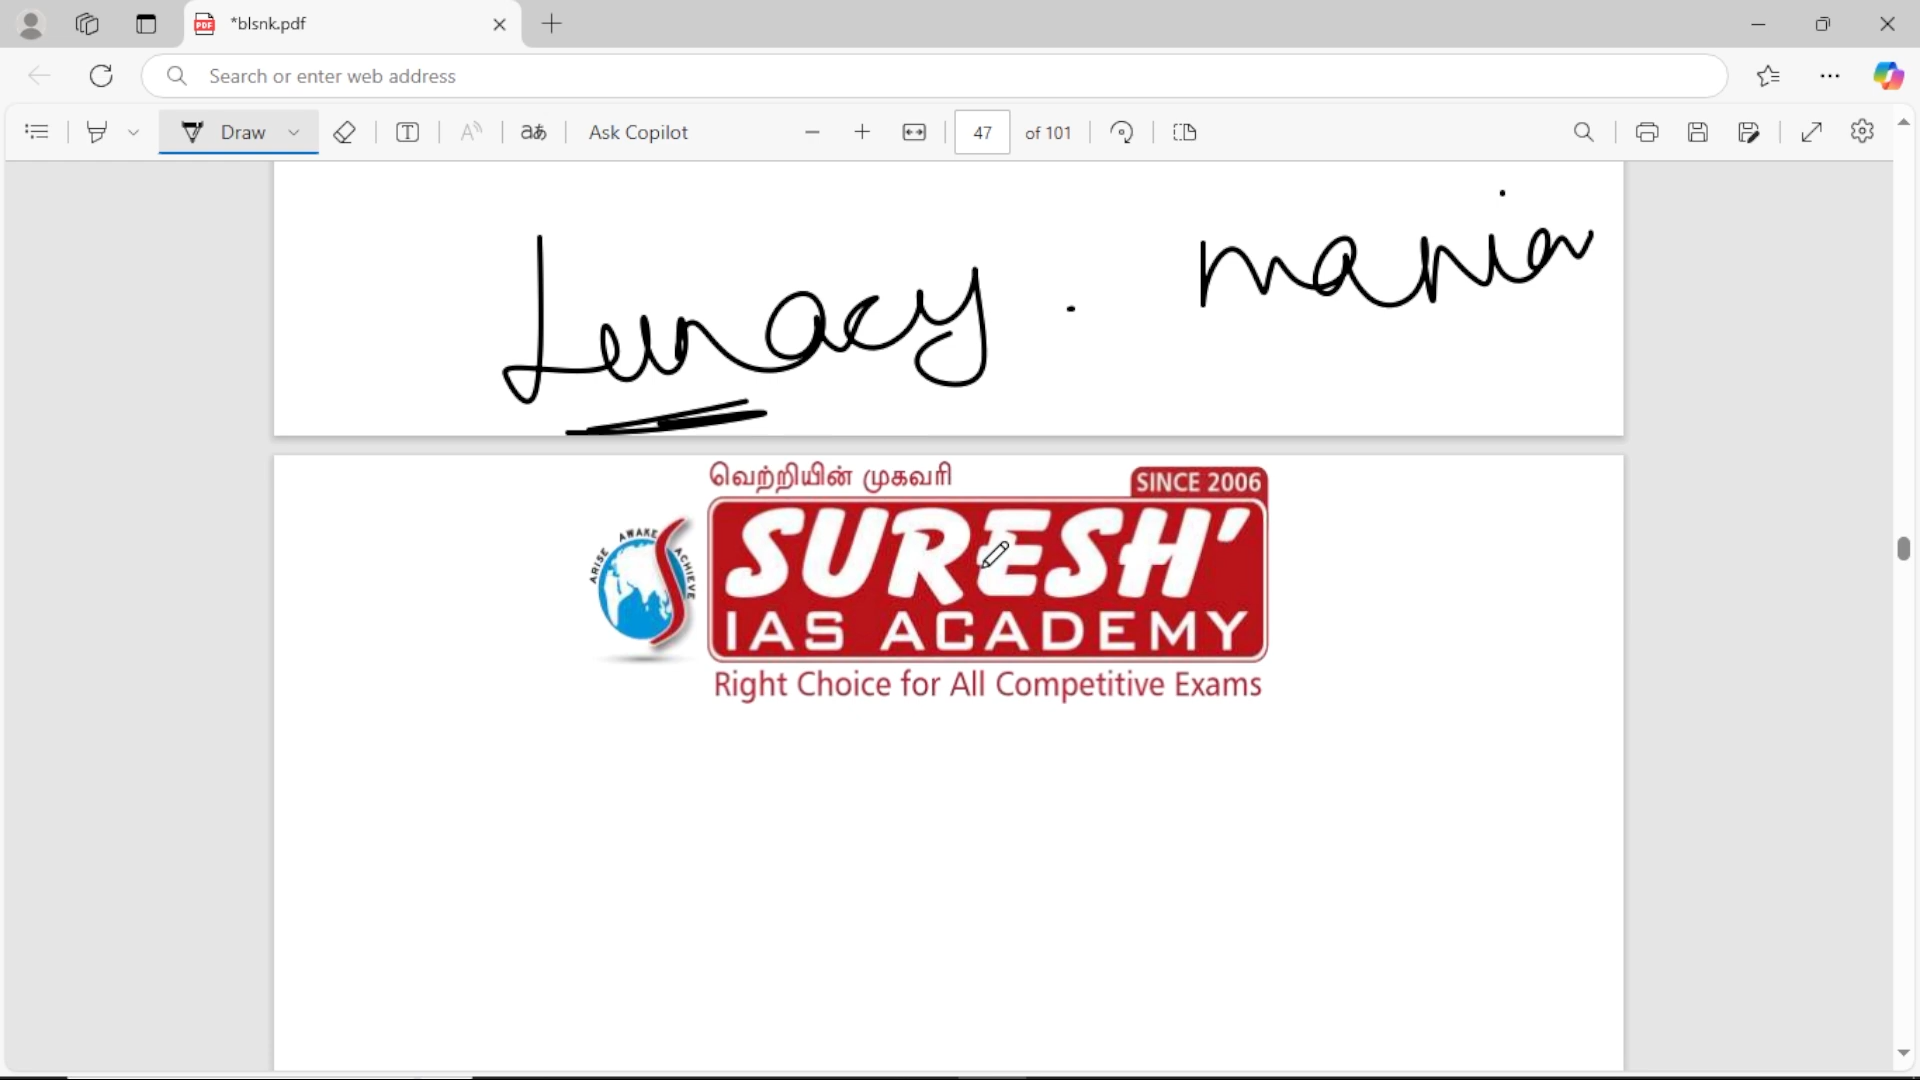 *blsnk.pdf
Search or enter web address
Draw
Ask Copilot
47 of 101
Lunacy . mania
வெற்றியின் முகவரி
SINCE 2006
ARISE AWAKE ACHIEVE
SURESH'
IAS ACADEMY
Right Choice for All Competitive Exams